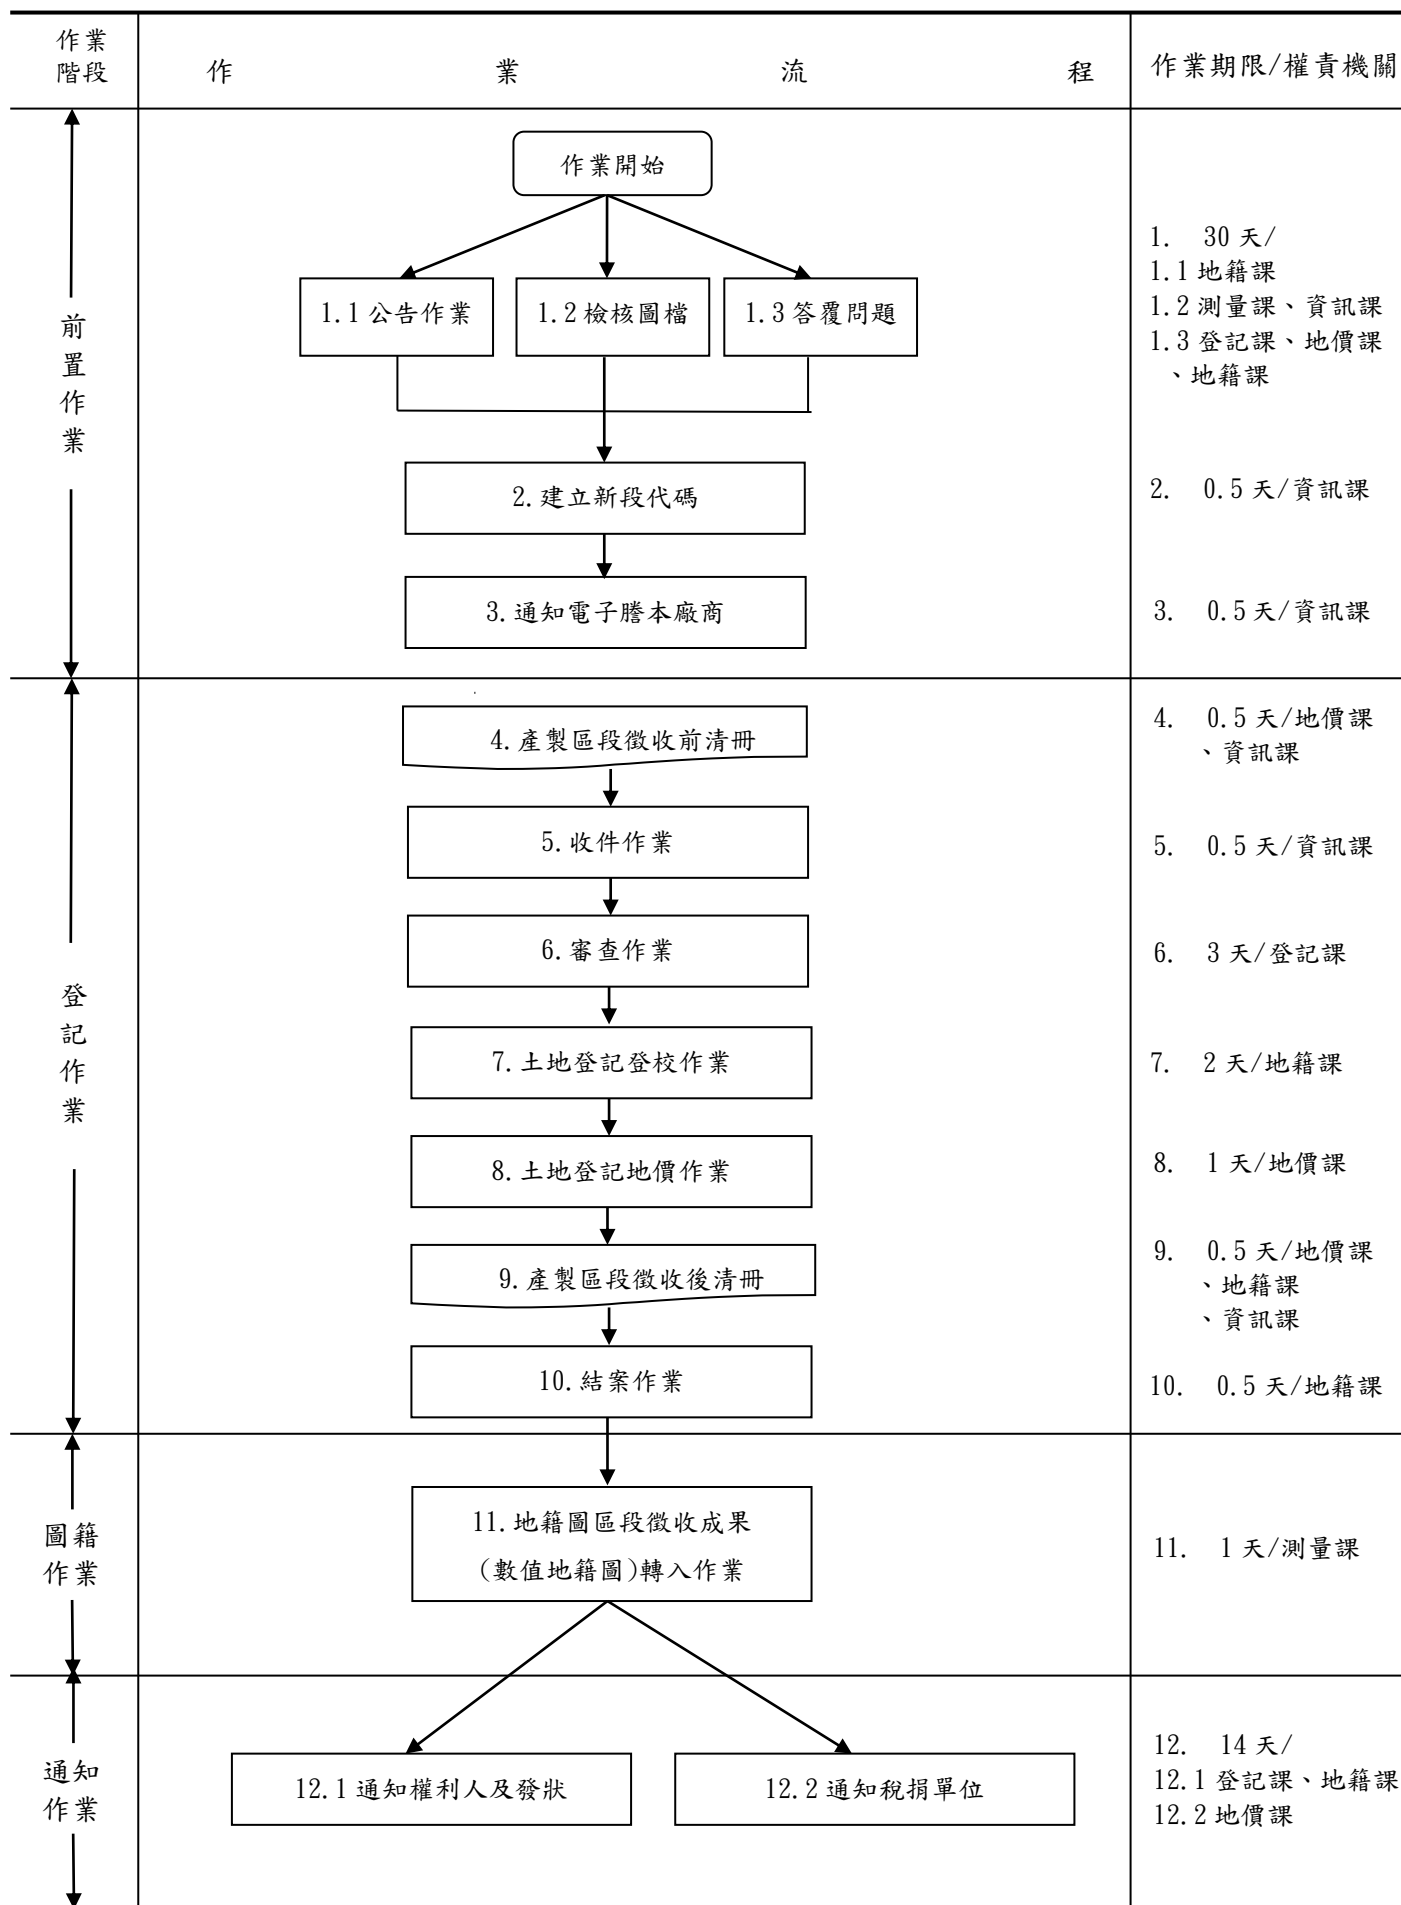 作業
階段
作業流程
作業期限/權責機關
前置作業
作業開始
1.1公告作業
1.2檢核圖檔
1.3答覆問題
1. 30天/
1.1地籍課
1.2測量課、資訊課
1.3登記課、地價課
、地籍課
2.建立新段代碼
2. 0.5天/資訊課
3.通知電子謄本廠商
3. 0.5天/資訊課
登記作業
4.產製區段徵收前清冊
4. 0.5天/地價課
、資訊課
5.收件作業
5. 0.5天/資訊課
6.審查作業
6. 3天/登記課
7.土地登記登校作業
7. 2天/地籍課
8.土地登記地價作業
8. 1天/地價課
9.產製區段徵收後清冊
9. 0.5天/地價課
、地籍課
、資訊課
10.結案作業
10. 0.5天/地籍課
圖籍
作業
11.地籍圖區段徵收成果
(數值地籍圖)轉入作業
11. 1天/測量課
通知
作業
12.1通知權利人及發狀
12.2通知稅捐單位
12. 14天/
12.1登記課、地籍課
12.2地價課